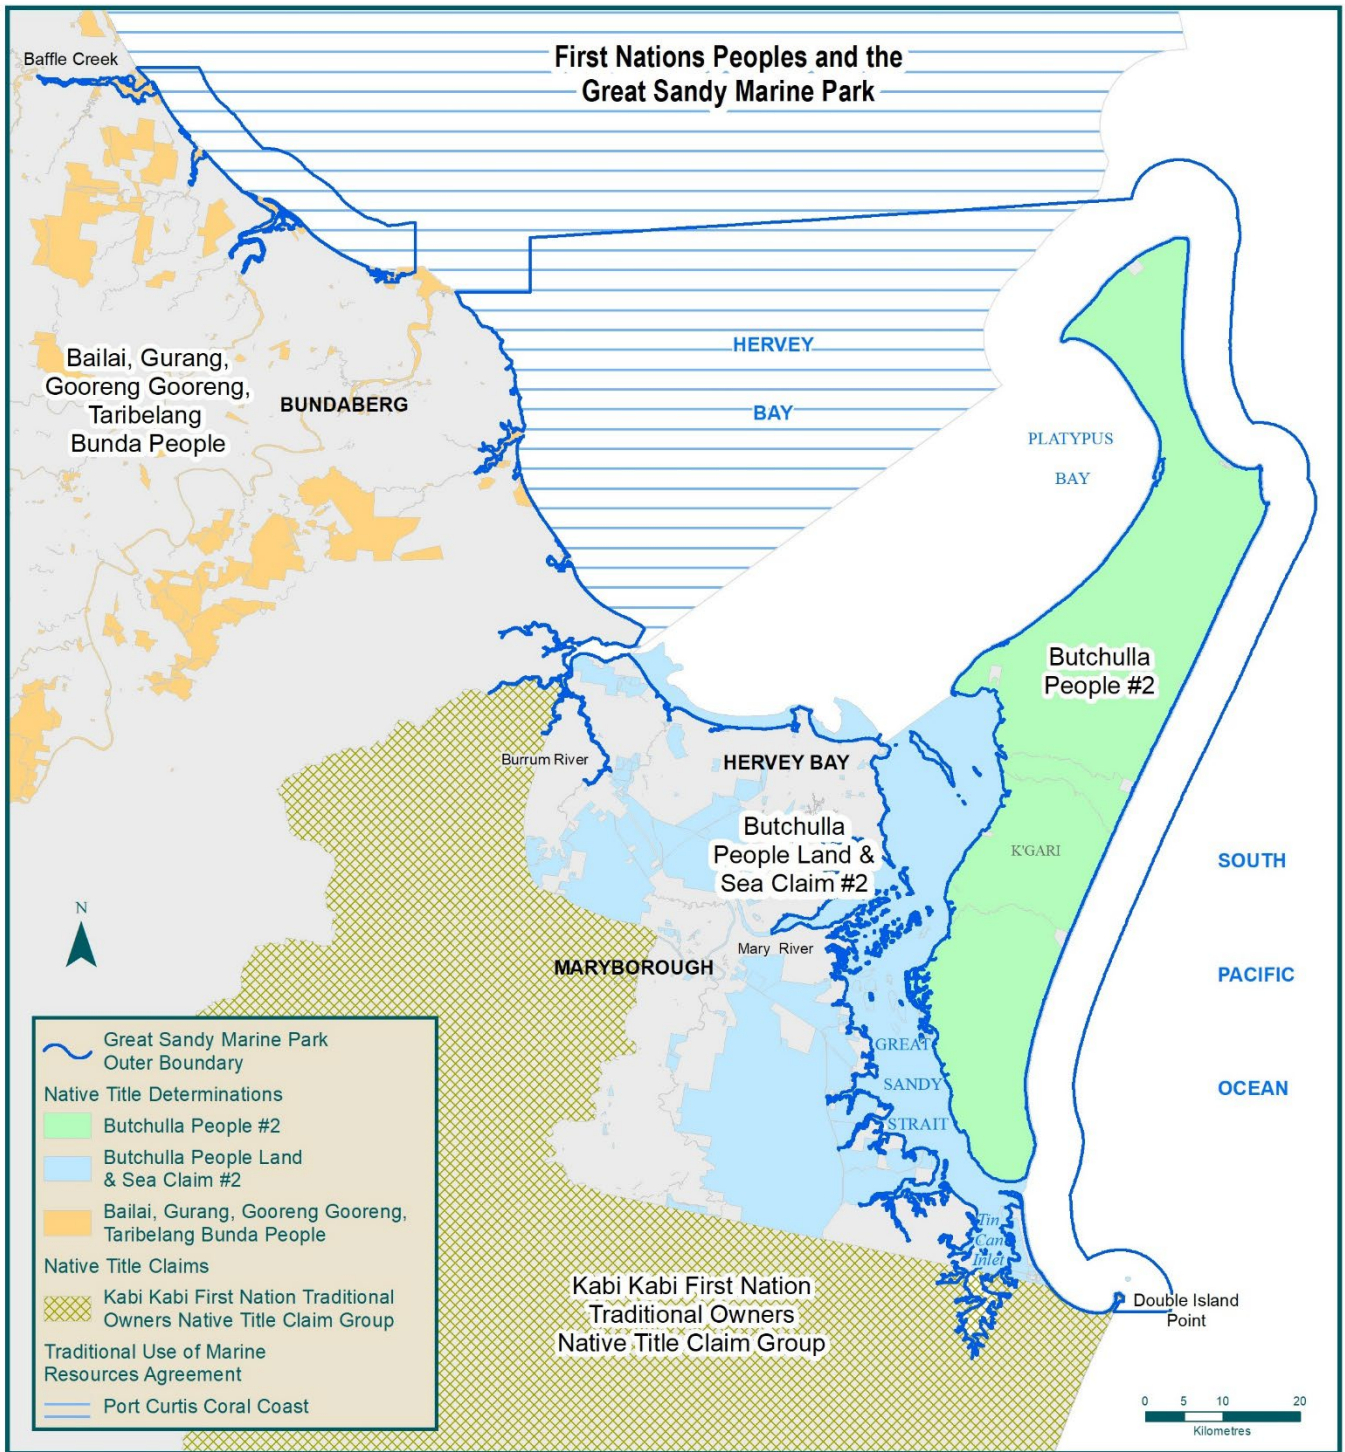 First Nations Peoples and the
Great Sandy Marine Park
Baffle Creek
HERVEY
BAY
PLATYPUS
BAY
Bailai, Gurang,
Gooreng Gooreng,
Taribelang
Bunda People
BUNDABERG
Butchulla
People #2
Burrum River
HERVEY BAY
Butchulla
People Land &
Sea Claim #2
K'GARI
SOUTH
PACIFIC
OCEAN
N
MARYBOROUGH
Mary River
GREAT
SANDY
STRAIT
Tin
Can
Inlet
Double Island
Point
Kabi Kabi First Nation
Traditional Owners
Native Title Claim Group
Great Sandy Marine Park
Outer Boundary
Native Title Determinations
Butchulla People #2
Butchulla People Land
& Sea Claim #2
Bailai, Gurang, Gooreng Gooreng,
Taribelang Bunda People
Native Title Claims
Kabi Kabi First Nation Traditional
Owners Native Title Claim Group
Traditional Use of Marine
Resources Agreement
Port Curtis Coral Coast
0 5 10 20
Kilometres